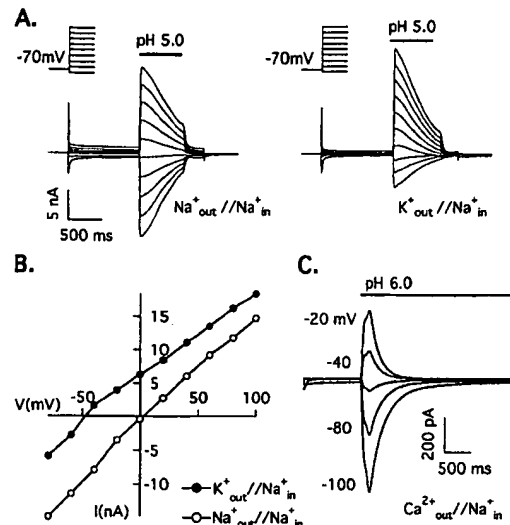 A.
pH 5.0
-70mV
5 nA
500 ms
Na⁺out//Na⁺in
pH 5.0
-70mV
K⁺out//Na⁺in
B.
15
10
5
V(mV)
-50
50
100
-5
-10
I(nA)
K⁺out//Na⁺in
Na⁺out//Na⁺in
C.
pH 6.0
-20 mV
-40
-80
-100
200 pA
500 ms
Ca²⁺out//Na⁺in